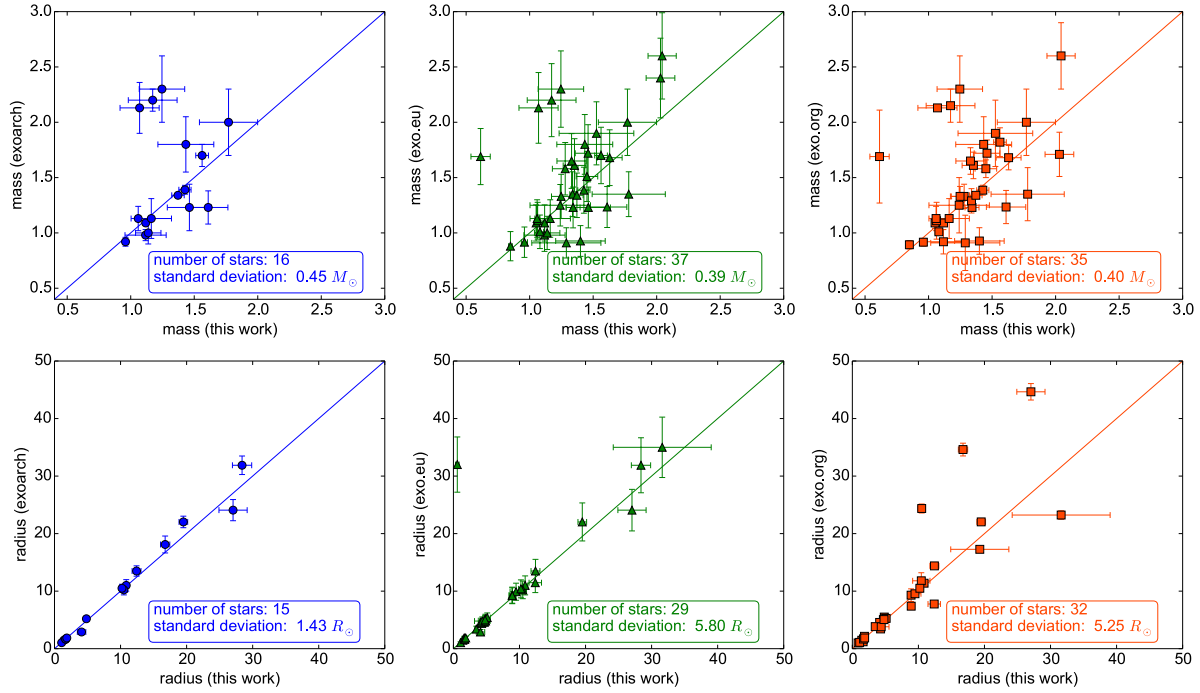 3.0
2.5
2.0
1.5
1.0
0.5
mass (exoarch)
number of stars: 16
standard deviation: 0.45 M⊙
0.5 1.0 1.5 2.0 2.5 3.0
mass (this work)
3.0
2.5
2.0
1.5
1.0
0.5
mass (exo.eu)
number of stars: 37
standard deviation: 0.39 M⊙
0.5 1.0 1.5 2.0 2.5 3.0
mass (this work)
3.0
2.5
2.0
1.5
1.0
0.5
mass (exo.org)
number of stars: 35
standard deviation: 0.40 M⊙
0.5 1.0 1.5 2.0 2.5 3.0
mass (this work)
50
40
30
20
10
0
radius (exoarch)
number of stars: 15
standard deviation: 1.43 R⊙
0 10 20 30 40 50
radius (this work)
50
40
30
20
10
0
radius (exo.eu)
number of stars: 29
standard deviation: 5.80 R⊙
0 10 20 30 40 50
radius (this work)
50
40
30
20
10
0
radius (exo.org)
number of stars: 32
standard deviation: 5.25 R⊙
0 10 20 30 40 50
radius (this work)